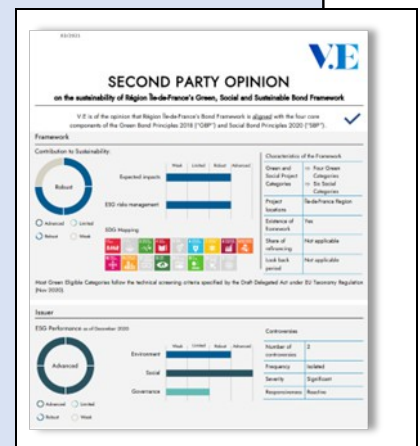 03/2021
V.E
SECOND PARTY OPINION
on the sustainability of Région Île-de-France's Green, Social and Sustainable Bond Framework
V.E is of the opinion that Région Île-de-France's Bond Framework is aligned with the four core
components of the Green Bond Principles 2018 ("GBP") and Social Bond Principles 2020 ("SBP").
Framework
Contribution to Sustainability:
Robust
Advanced Limited
Robust Weak
Weak Limited Robust Advanced
Expected impacts
ESG risks management
SDG Mapping
Characteristics of the Framework
Green and Social Project Categories
Four Green Categories
Six Social Categories
Project locations
Île-de-France Region
Existence of framework
Yes
Share of refinancing
Not applicable
Look back period
Not applicable
Most Green Eligible Categories follow the technical screening criteria specified by the Draft Delegated Act under EU Taxonomy Regulation
(Nov 2020).
Issuer
ESG Performance as of December 2020
Advanced
Advanced Limited
Robust Weak
Weak Limited Robust Advanced
Environment
Social
Governance
Controversies
Number of controversies
2
Frequency
Isolated
Severity
Significant
Responsiveness
Reactive